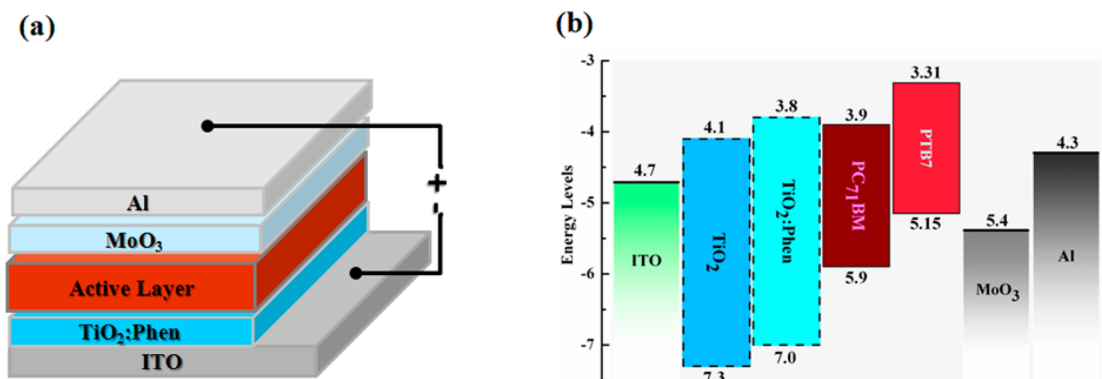 (a)
Al
MoO₃
Active Layer
TiO₂:Phen
ITO
+
-
(b)
Energy Levels
-3
-4
-5
-6
-7
4.7
ITO
4.1
TiO₂
7.3
3.8
TiO₂:Phen
7.0
3.9
PC₇₁BM
5.9
3.31
PTB7
5.15
5.4
MoO₃
4.3
Al